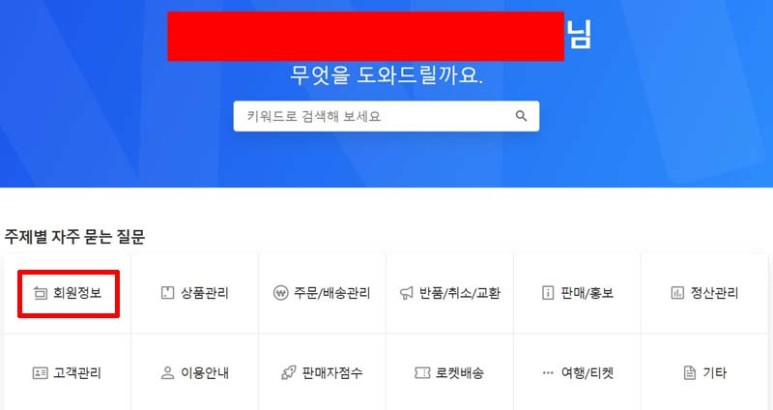 님
무엇을 도와드릴까요.
키워드로 검색해 보세요
주제별 자주 묻는 질문
회원정보 상품관리 주문/배송관리 반품/취소/교환 판매/홍보 정산관리
고객관리 이용안내 판매자점수 로켓배송 여행/티켓 기타